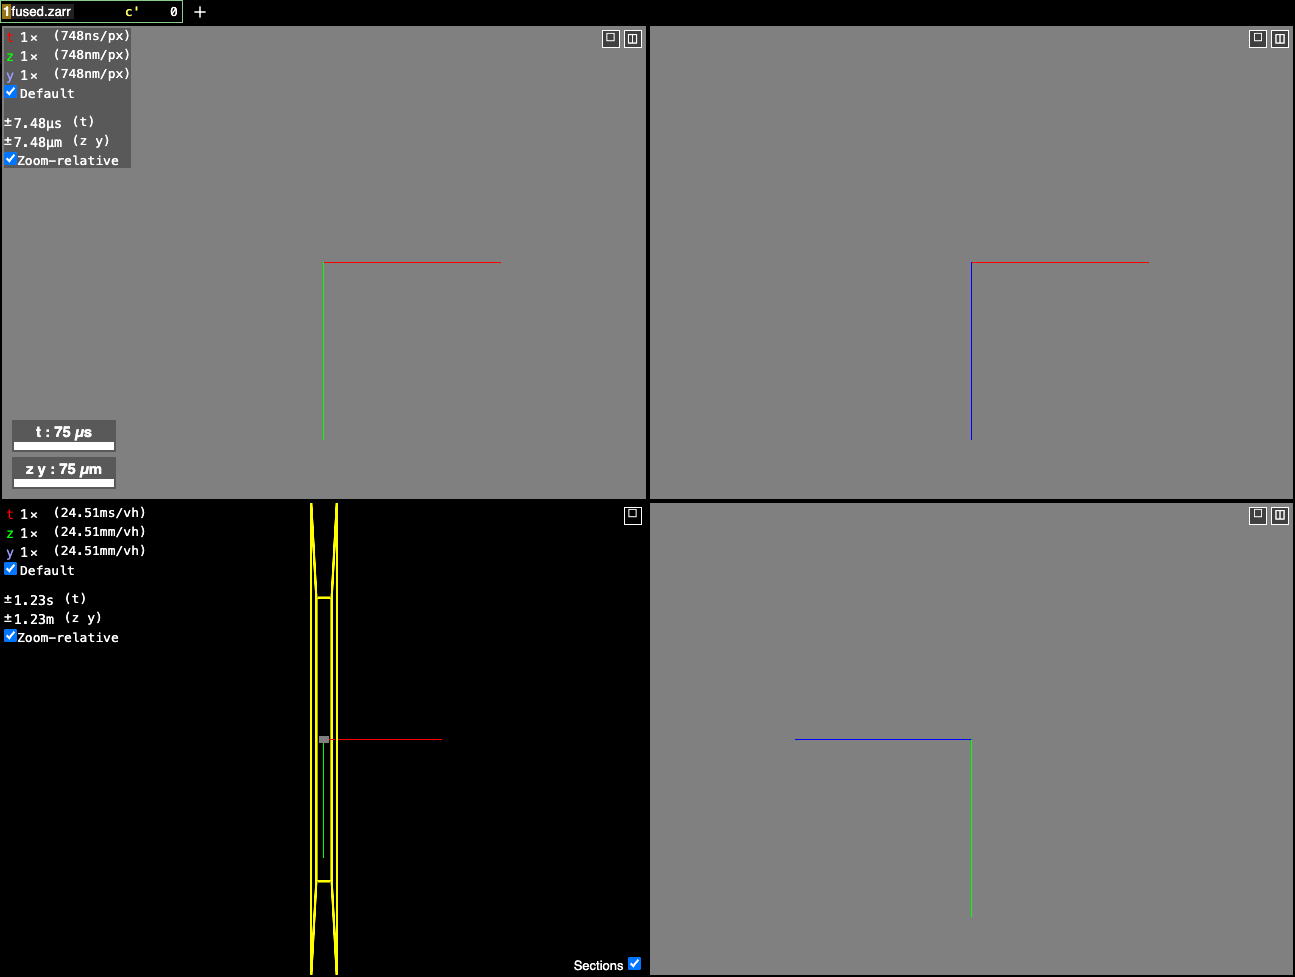 1fused.zarr c' 0 +
t 1× (748ns/px)
z 1× (748nm/px)
y 1× (748nm/px)
Default
±7.48µs (t)
±7.48µm (z y)
Zoom-relative
t : 75 µs
z y : 75 µm
t 1× (24.51ms/vh)
z 1× (24.51mm/vh)
y 1× (24.51mm/vh)
Default
±1.23s (t)
±1.23m (z y)
Zoom-relative
Sections